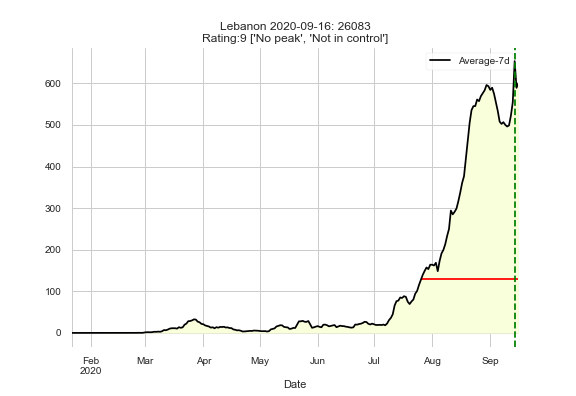 Lebanon 2020-09-16: 26083
Rating:9 ['No peak', 'Not in control']
Average-7d
600
500
400
300
200
100
0
Feb Mar Apr May Jun Jul Aug Sep
2020
Date